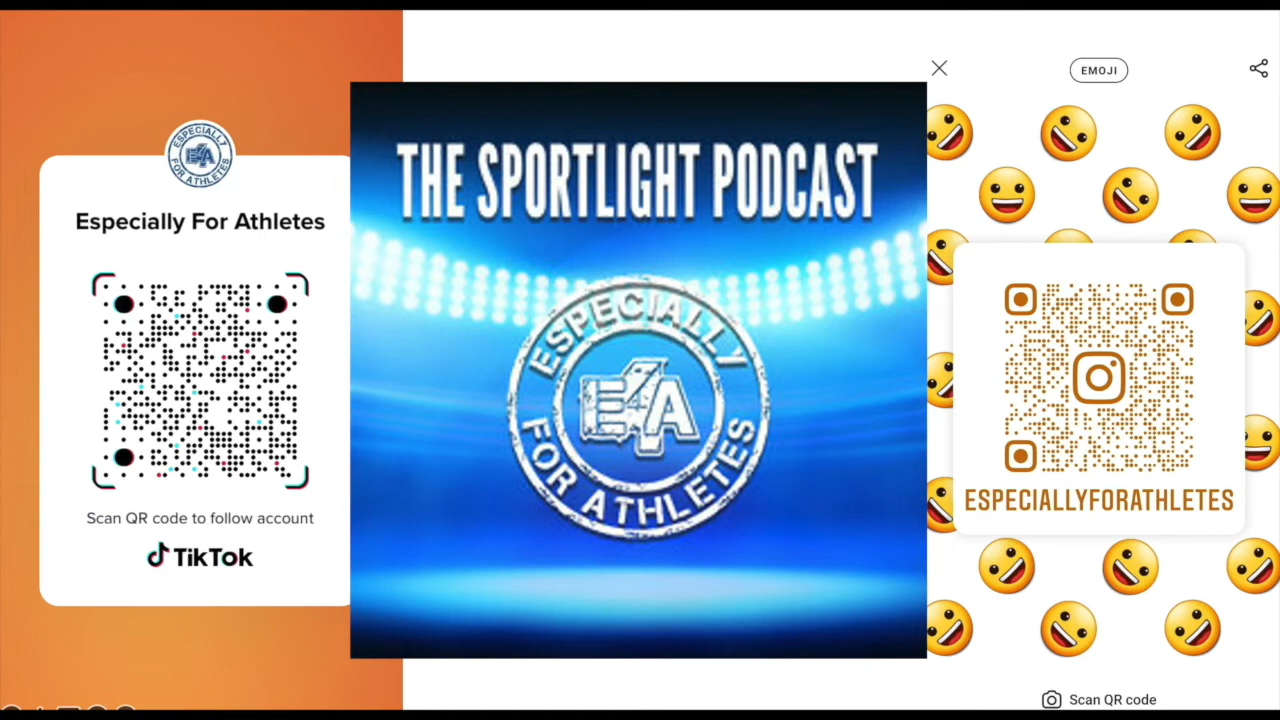 ESPECIALLY
E4A
FOR ATHLETES
Especially For Athletes
Scan QR code to follow account
TikTok
THE SPORTLIGHT PODCAST
ESPECIALLY
E4A
FOR ATHLETES
EMOJI
ESPECIALLYFORATHLETES
Scan QR code